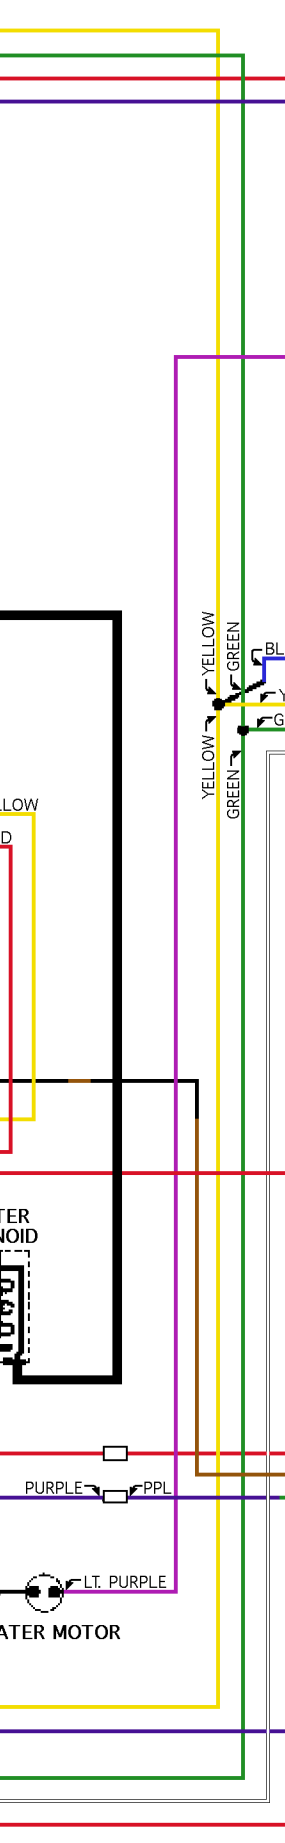 YELLOW
GREEN
BL
Y
G
YELLOW
GREEN
LLOW
D
TER
NOID
PURPLE
PPL
LT. PURPLE
ATER MOTOR